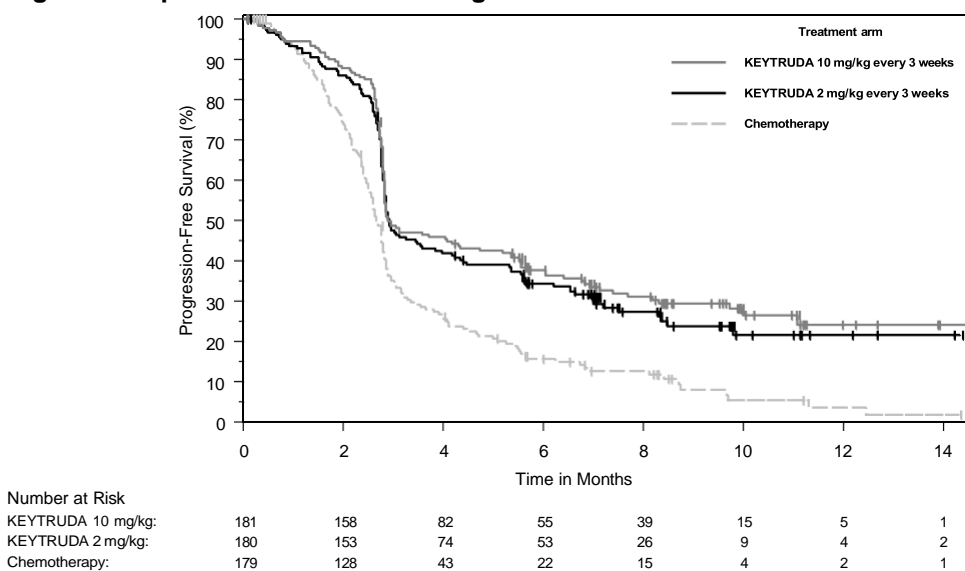 100
90
80
70
60
50
40
30
20
10
0
Progression-Free Survival (%)
Treatment arm
KEYTRUDA 10 mg/kg every 3 weeks
KEYTRUDA 2 mg/kg every 3 weeks
Chemotherapy
0 2 4 6 8 10 12 14
Time in Months
Number at Risk
KEYTRUDA 10 mg/kg: 181 158 82 55 39 15 5 1
KEYTRUDA 2 mg/kg: 180 153 74 53 26 9 4 2
Chemotherapy: 179 128 43 22 15 4 2 1